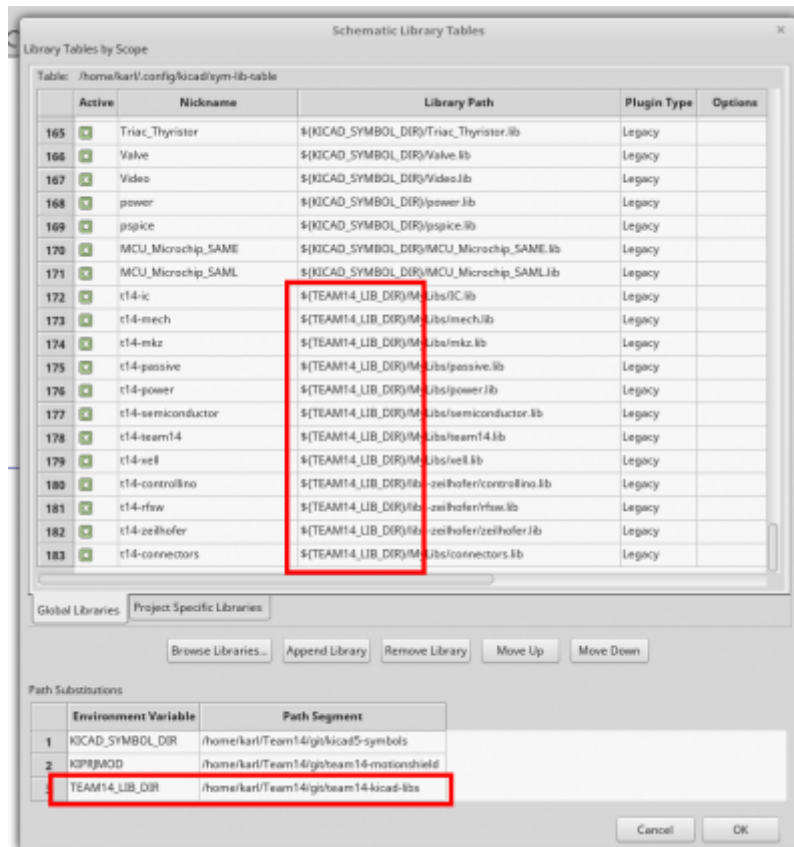 Schematic Library Tables
Library Tables by Scope
Table: /home/karl/.config/kicad/sym-lib-table
Active Nickname Library Path Plugin Type Options
165 Triac_Thyristor ${KICAD_SYMBOL_DIR}/Triac_Thyristor.lib Legacy
166 Valve ${KICAD_SYMBOL_DIR}/Valve.lib Legacy
167 Video ${KICAD_SYMBOL_DIR}/Video.lib Legacy
168 power ${KICAD_SYMBOL_DIR}/power.lib Legacy
169 pspice ${KICAD_SYMBOL_DIR}/pspice.lib Legacy
170 MCU_Microchip_SAME ${KICAD_SYMBOL_DIR}/MCU_Microchip_SAME.lib Legacy
171 MCU_Microchip_SAML ${KICAD_SYMBOL_DIR}/MCU_Microchip_SAML.lib Legacy
172 t14-ic ${TEAM14_LIB_DIR}/MyLibs/IC.lib Legacy
173 t14-mech ${TEAM14_LIB_DIR}/MyLibs/mech.lib Legacy
174 t14-mkz ${TEAM14_LIB_DIR}/MyLibs/mkz.lib Legacy
175 t14-passive ${TEAM14_LIB_DIR}/MyLibs/passive.lib Legacy
176 t14-power ${TEAM14_LIB_DIR}/MyLibs/power.lib Legacy
177 t14-semiconductor ${TEAM14_LIB_DIR}/MyLibs/semiconductor.lib Legacy
178 t14-team14 ${TEAM14_LIB_DIR}/MyLibs/team14.lib Legacy
179 t14-xell ${TEAM14_LIB_DIR}/MyLibs/xell.lib Legacy
180 t14-controllino ${TEAM14_LIB_DIR}/libs-zeilhofer/controllino.lib Legacy
181 t14-rfsw ${TEAM14_LIB_DIR}/libs-zeilhofer/rfsw.lib Legacy
182 t14-zeilhofer ${TEAM14_LIB_DIR}/libs-zeilhofer/zeilhofer.lib Legacy
183 t14-connectors ${TEAM14_LIB_DIR}/MyLibs/connectors.lib Legacy
Global Libraries Project Specific Libraries
Browse Libraries... Append Library Remove Library Move Up Move Down
Path Substitutions
Environment Variable Path Segment
1 KICAD_SYMBOL_DIR /home/karl/Team14/git/kicad5-symbols
2 KIPRJMOD /home/karl/Team14/git/team14-motionshield
3 TEAM14_LIB_DIR /home/karl/Team14/git/team14-kicad-libs
Cancel OK